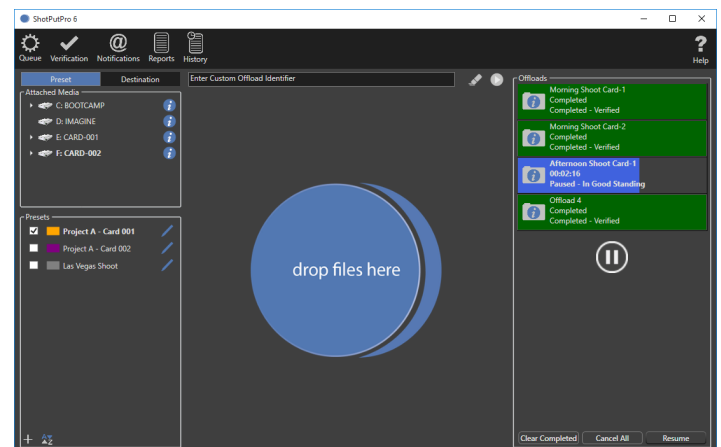 ShotPutPro 6
Queue
Verification
Notifications
Reports
History
Help
Preset
Destination
Enter Custom Offload Identifier
Attached Media
C: BOOTCAMP
D: IMAGINE
E: CARD-001
F: CARD-002
Presets
Project A - Card 001
Project A - Card 002
Las Vegas Shoot
drop files here
Offloads
Morning Shoot Card-1
Completed
Completed - Verified
Morning Shoot Card-2
Completed
Completed - Verified
Afternoon Shoot Card-1
00:02:16
Paused - In Good Standing
Offload 4
Completed
Completed - Verified
Clear Completed
Cancel All
Resume